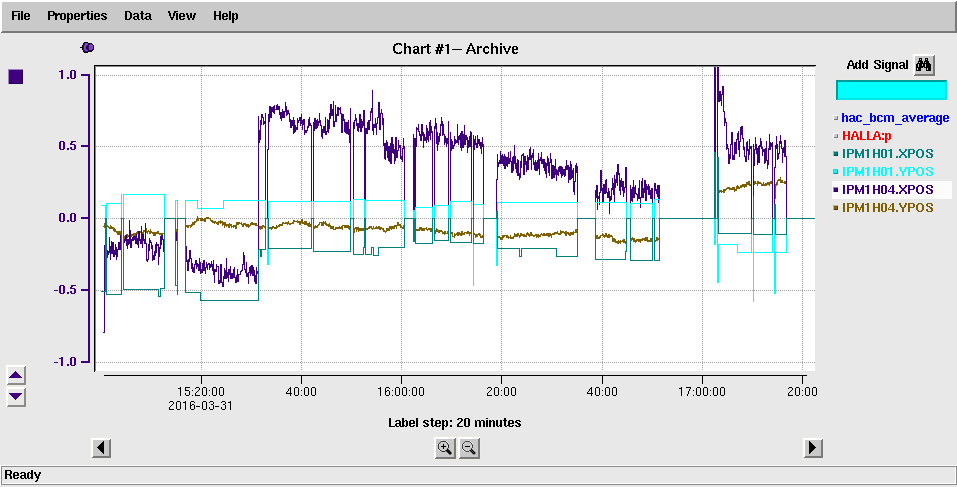 File Properties Data View Help
Chart #1-- Archive
Add Signal
hac_bcm_average
HALLA:p
IPM1H01.XPOS
IPM1H01.YPOS
IPM1H04.XPOS
IPM1H04.YPOS
1.0
0.5
0.0
-0.5
-1.0
15:20:00 40:00 16:00:00 20:00 40:00 17:00:00 20:00
2016-03-31
Label step: 20 minutes
Ready